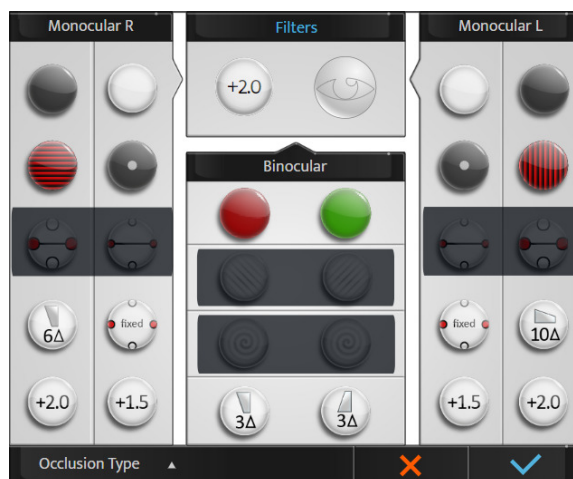 Monocular R
Filters
Monocular L
+2.0
Binocular
6Δ
fixed
fixed
10Δ
+2.0
+1.5
3Δ
3Δ
+1.5
+2.0
Occlusion Type ▲